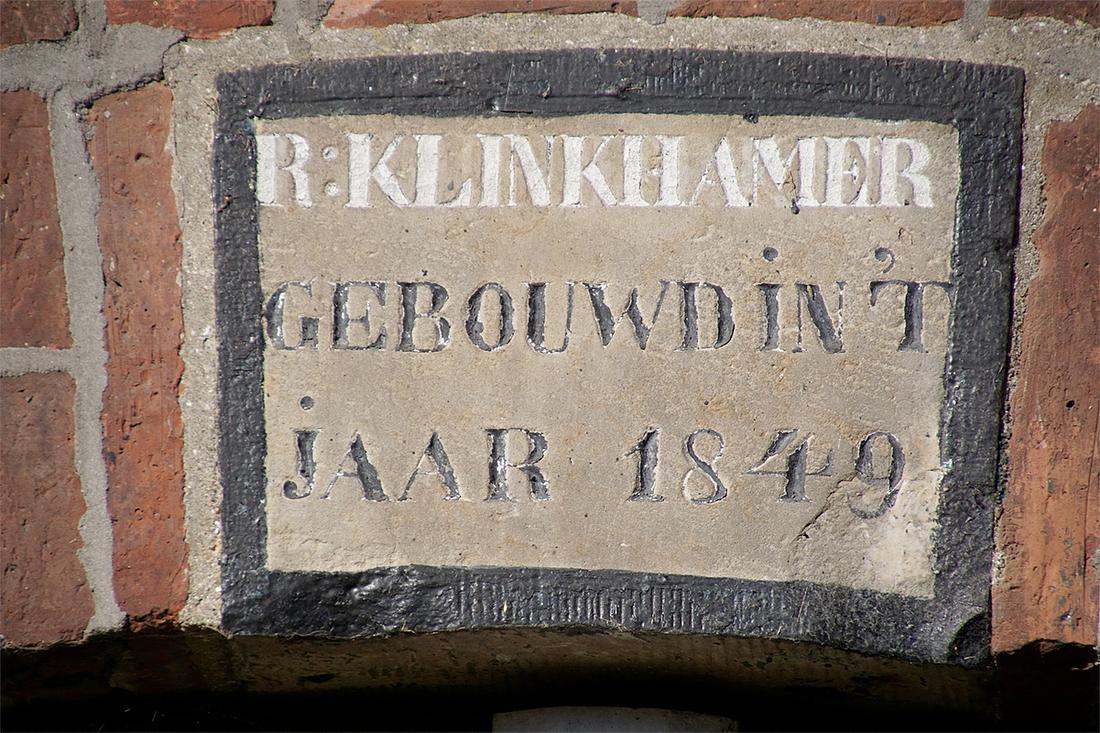 R:KLINKHAMER
GEBOUWD iN 'T
jAAR 1849